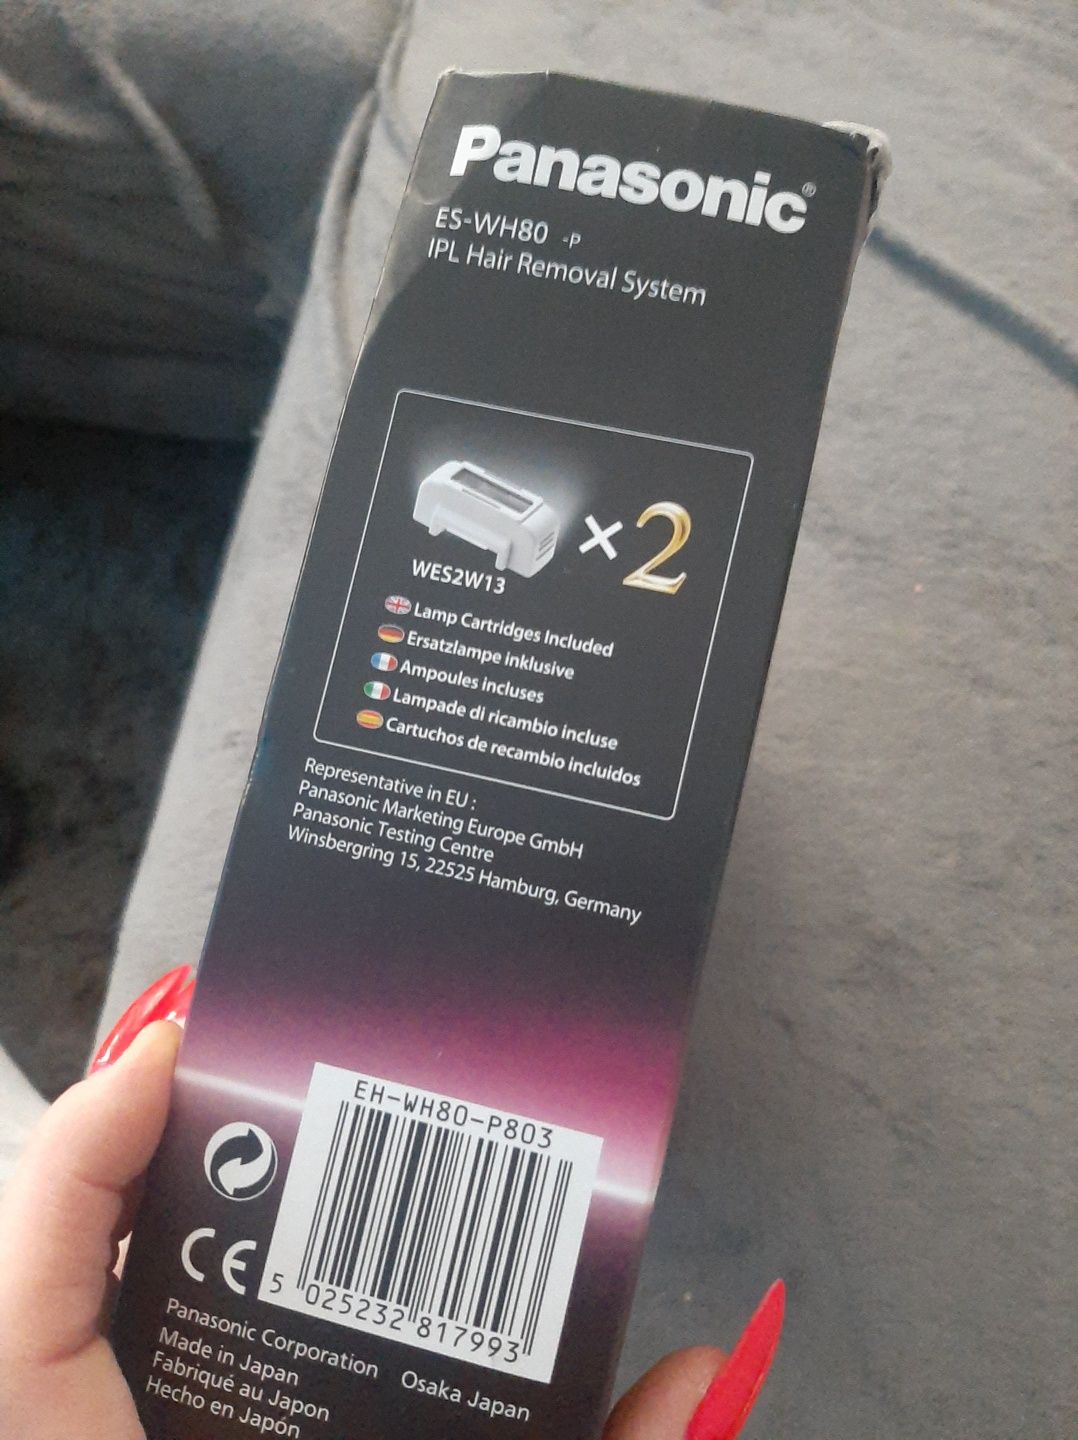 Panasonic®
ES-WH80 -P
IPL Hair Removal System
×2
WES2W13
Lamp Cartridges Included
Ersatzlampe inklusive
Ampoules incluses
Lampade di ricambio incluse
Cartuchos de recambio incluidos
Representative in EU :
Panasonic Marketing Europe GmbH
Panasonic Testing Centre
Winsbergring 15, 22525 Hamburg, Germany
EH-WH80-P803
5 025232 817993
CE
Panasonic Corporation Osaka Japan
Made in Japan
Fabriqué au Japon
Hecho en Japón